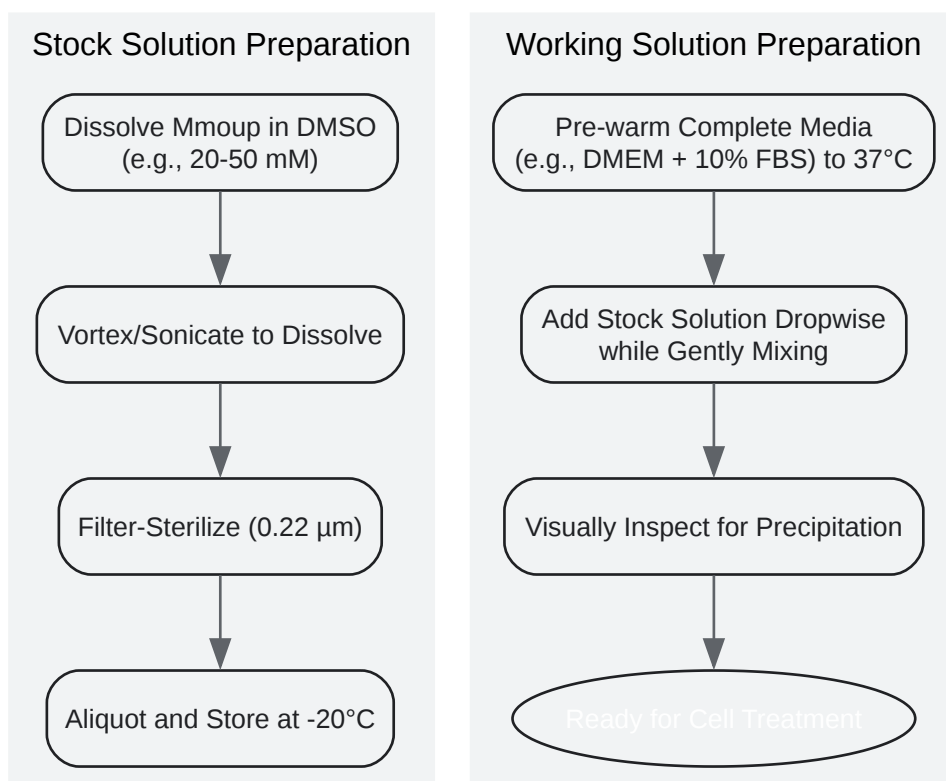 Stock Solution Preparation
Dissolve Mmoup in DMSO
(e.g., 20-50 mM)
Vortex/Sonicate to Dissolve
Filter-Sterilize (0.22 µm)
Aliquot and Store at -20°C
Working Solution Preparation
Pre-warm Complete Media
(e.g., DMEM + 10% FBS) to 37°C
Add Stock Solution Dropwise
while Gently Mixing
Visually Inspect for Precipitation
Ready for Cell Treatment